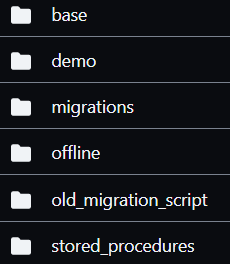 base
demo
migrations
offline
old_migration_script
stored_procedures